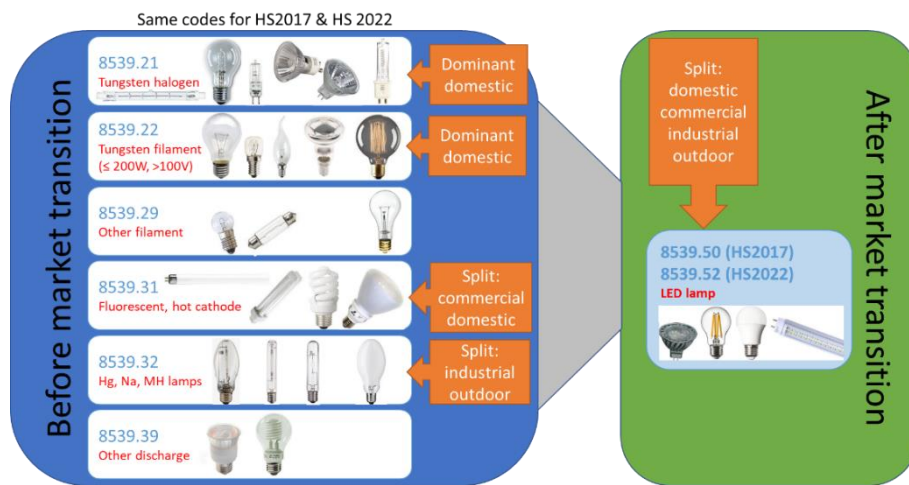 Same codes for HS2017 & HS 2022
Before market transition
8539.21
Tungsten halogen
Dominant
domestic
8539.22
Tungsten filament
(≤ 200W, >100V)
Dominant
domestic
8539.29
Other filament
8539.31
Fluorescent, hot cathode
Split:
commercial
domestic
8539.32
Hg, Na, MH lamps
Split:
industrial
outdoor
8539.39
Other discharge
Split:
domestic
commercial
industrial
outdoor
8539.50 (HS2017)
8539.52 (HS2022)
LED lamp
After market transition